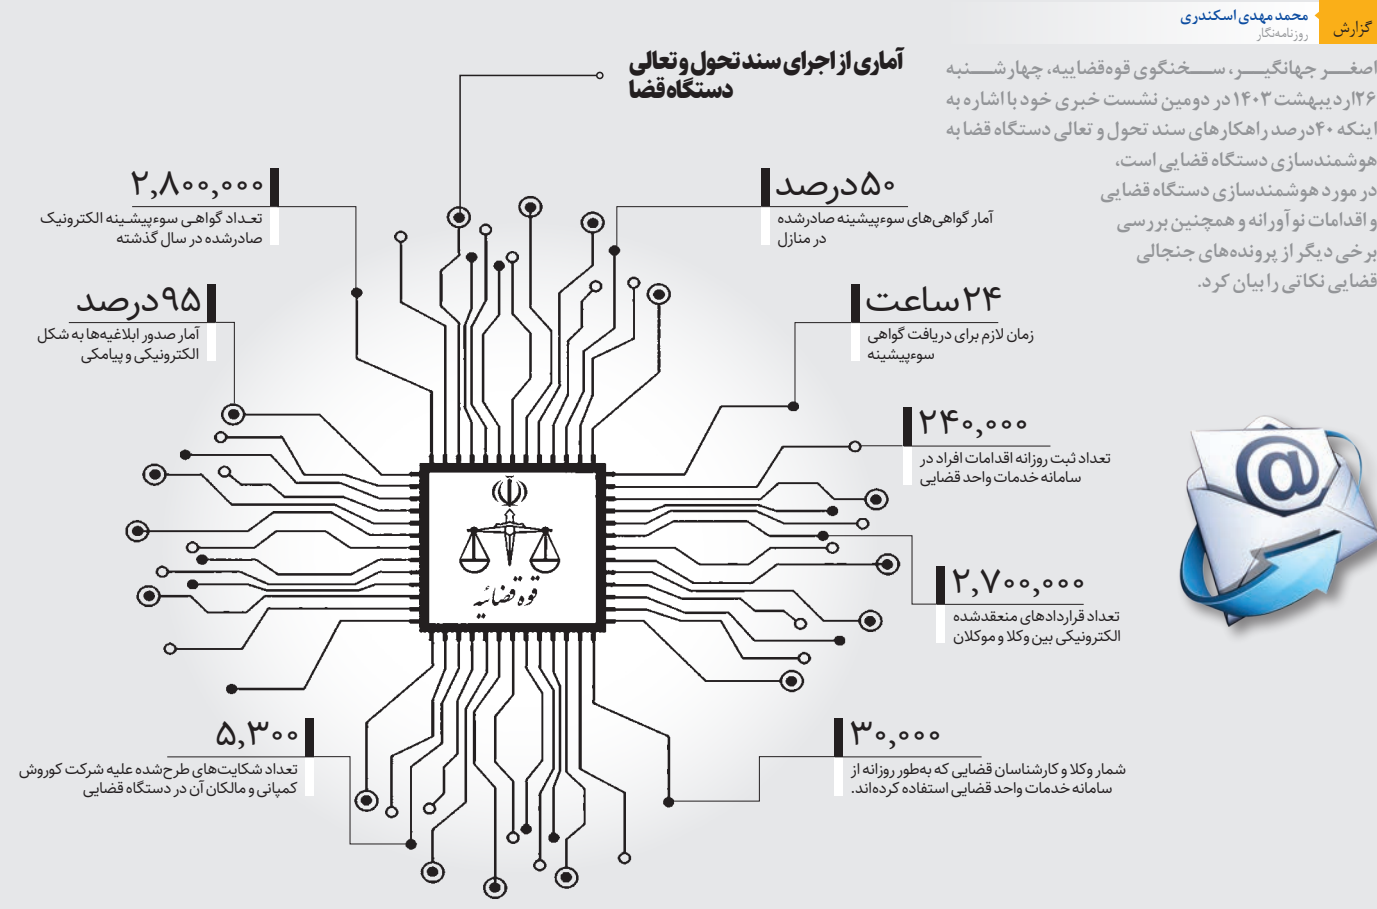 گزارش
محمد مهدی اسکندری
روزنامه‌نگار
اصغر جهانگیر، سخنگوی قوه‌قضاییه، چهارشنبه
۲۶اردیبهشت ۱۴۰۳ در دومین نشست خبری خود با اشاره به
اینکه ۴۰درصد راهکارهای سند تحول و تعالی دستگاه قضا به
هوشمندسازی دستگاه قضایی است،
در مورد هوشمندسازی دستگاه قضایی
و اقدامات نوآورانه و همچنین بررسی
برخی دیگر از پرونده‌های جنجالی
قضایی نکاتی را بیان کرد.
آماری از اجرای سند تحول و تعالی
دستگاه قضا
۵۰درصد
آمار گواهی‌های سوءپیشینه صادرشده
در منازل
۲۴ساعت
زمان لازم برای دریافت گواهی
سوءپیشینه
۲۴۰,۰۰۰
تعداد ثبت روزانه اقدامات افراد در
سامانه خدمات واحد قضایی
۲,۷۰۰,۰۰۰
تعداد قراردادهای منعقدشده
الکترونیکی بین وکلا و موکلان
۳۰,۰۰۰
شمار وکلا و کارشناسان قضایی که به‌طور روزانه از
سامانه خدمات واحد قضایی استفاده کرده‌اند.
۲,۸۰۰,۰۰۰
تعداد گواهی سوءپیشینه الکترونیک
صادرشده در سال گذشته
۹۵درصد
آمار صدور ابلاغیه‌ها به شکل
الکترونیکی و پیامکی
۵,۳۰۰
تعداد شکایت‌های طرح‌شده علیه شرکت کوروش
کمپانی و مالکان آن در دستگاه قضایی
قوه قضائیه
@